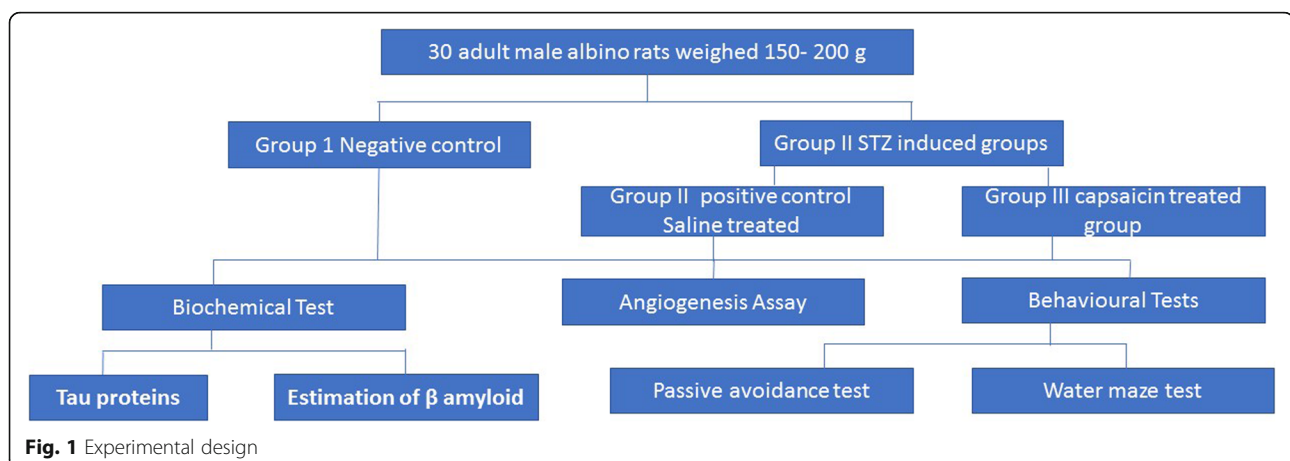 30 adult male albino rats weighed 150- 200 g
Group 1 Negative control
Group II STZ induced groups
Group II positive control
Saline treated
Group III capsaicin treated
group
Biochemical Test
Angiogenesis Assay
Behavioural Tests
Tau proteins
Estimation of β amyloid
Passive avoidance test
Water maze test
Fig. 1 Experimental design